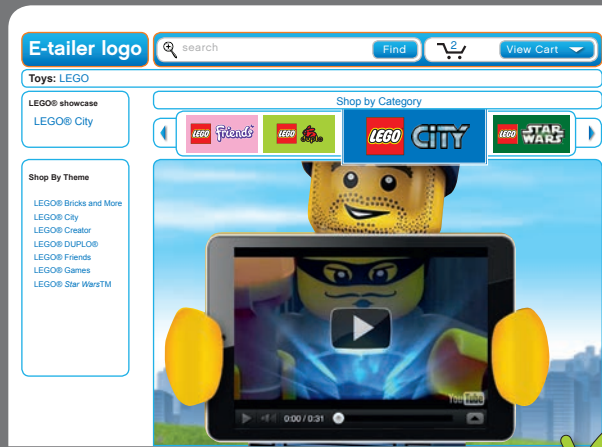 E-tailer logo
search
Find
2
View Cart
Toys: LEGO
LEGO® showcase
LEGO® City
Shop by Category
LEGO Friends
LEGO Duplo
LEGO CITY
LEGO STAR WARS
Shop By Theme
LEGO® Bricks and More
LEGO® City
LEGO® Creator
LEGO® DUPLO®
LEGO® Friends
LEGO® Games
LEGO® Star WarsTM
YouTube
0:00 / 0:31